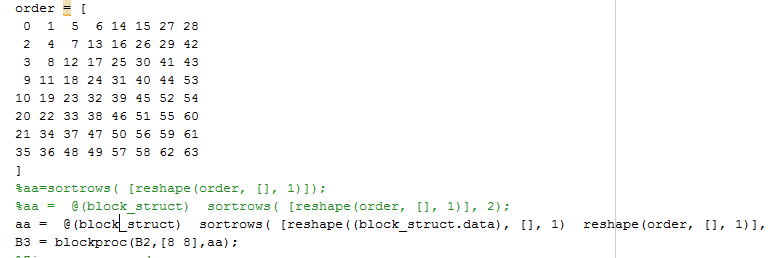 order = [
0 1 5 6 14 15 27 28
2 4 7 13 16 26 29 42
3 8 12 17 25 30 41 43
9 11 18 24 31 40 44 53
10 19 23 32 39 45 52 54
20 22 33 38 46 51 55 60
21 34 37 47 50 56 59 61
35 36 48 49 57 58 62 63
]
%aa=sortrows( [reshape(order, [], 1)]);
%aa = @(block_struct) sortrows( [reshape(order, [], 1)], 2);
aa = @(block_struct) sortrows( [reshape((block_struct.data), [], 1) reshape(order, [], 1)],
B3 = blockproc(B2,[8 8],aa);